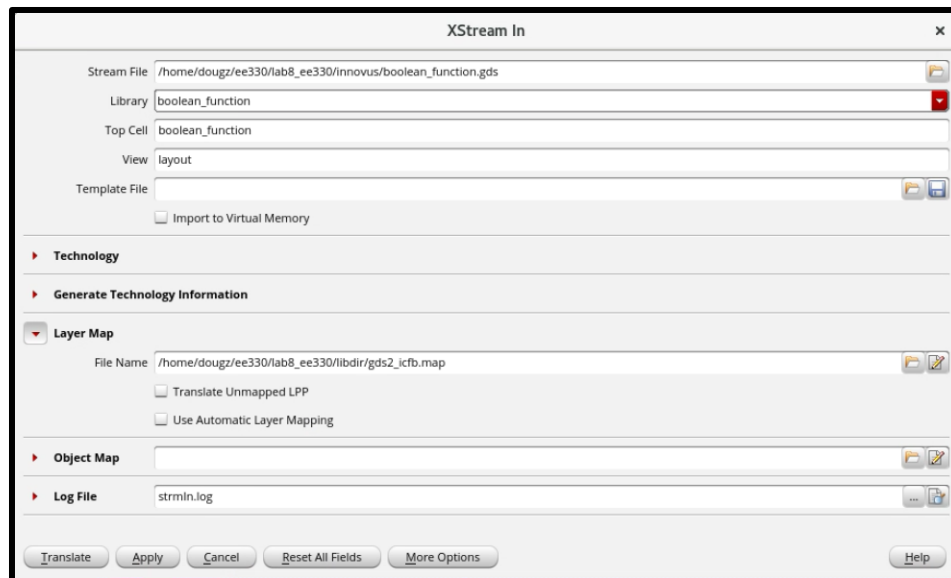 XStream In ×
Stream File /home/dougz/ee330/lab8_ee330/innovus/boolean_function.gds
Library boolean_function
Top Cell boolean_function
View layout
Template File
Import to Virtual Memory
Technology
Generate Technology Information
Layer Map
File Name /home/dougz/ee330/lab8_ee330/libdir/gds2_icfb.map
Translate Unmapped LPP
Use Automatic Layer Mapping
Object Map
Log File strmIn.log ...
Translate Apply Cancel Reset All Fields More Options Help